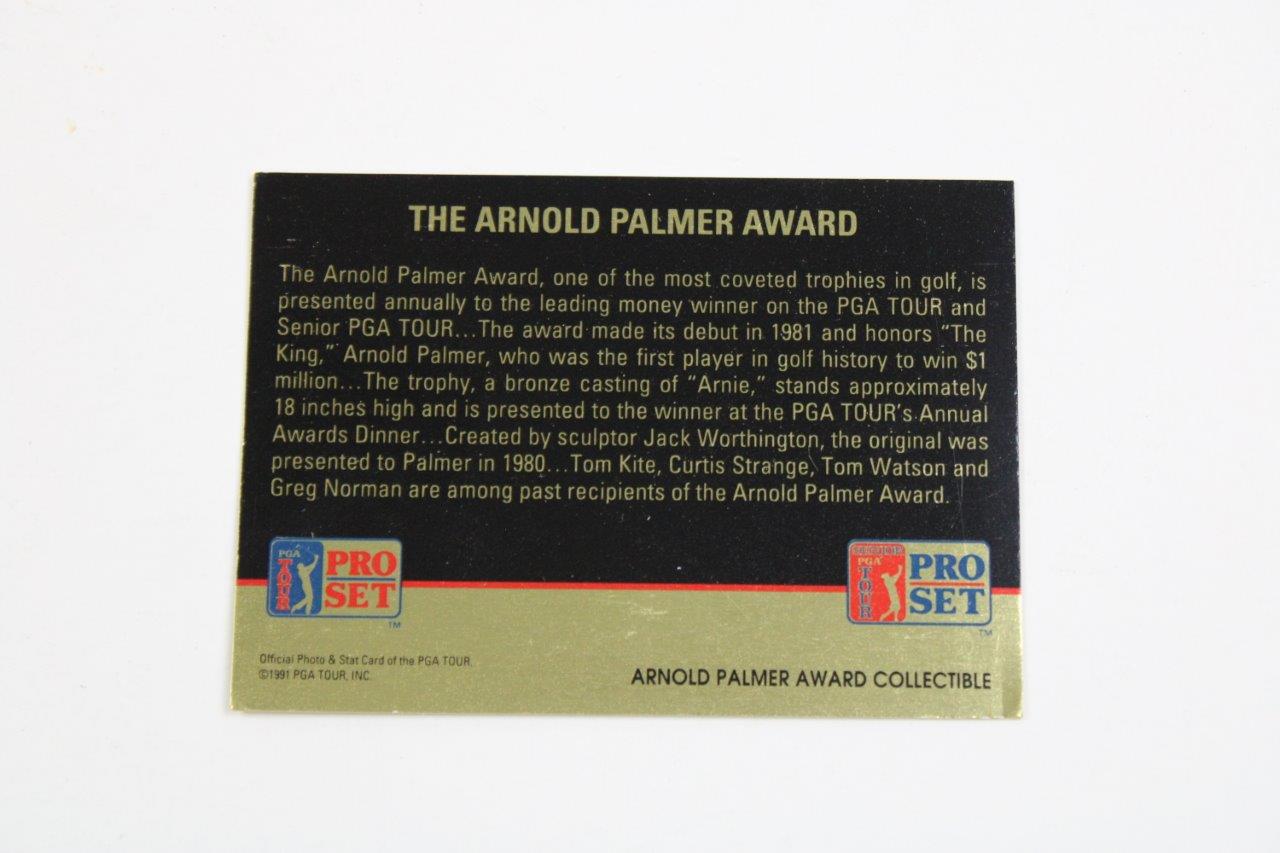 THE ARNOLD PALMER AWARD
The Arnold Palmer Award, one of the most coveted trophies in golf, is
presented annually to the leading money winner on the PGA TOUR and
Senior PGA TOUR...The award made its debut in 1981 and honors "The
King," Arnold Palmer, who was the first player in golf history to win $1
million...The trophy, a bronze casting of "Arnie," stands approximately
18 inches high and is presented to the winner at the PGA TOUR's Annual
Awards Dinner...Created by sculptor Jack Worthington, the original was
presented to Palmer in 1980...Tom Kite, Curtis Strange, Tom Watson and
Greg Norman are among past recipients of the Arnold Palmer Award.
PGA TOUR
PRO
SET
TM
SENIOR PGA TOUR
PRO
SET
TM
Official Photo & Stat Card of the PGA TOUR.
©1991 PGA TOUR, INC.
ARNOLD PALMER AWARD COLLECTIBLE